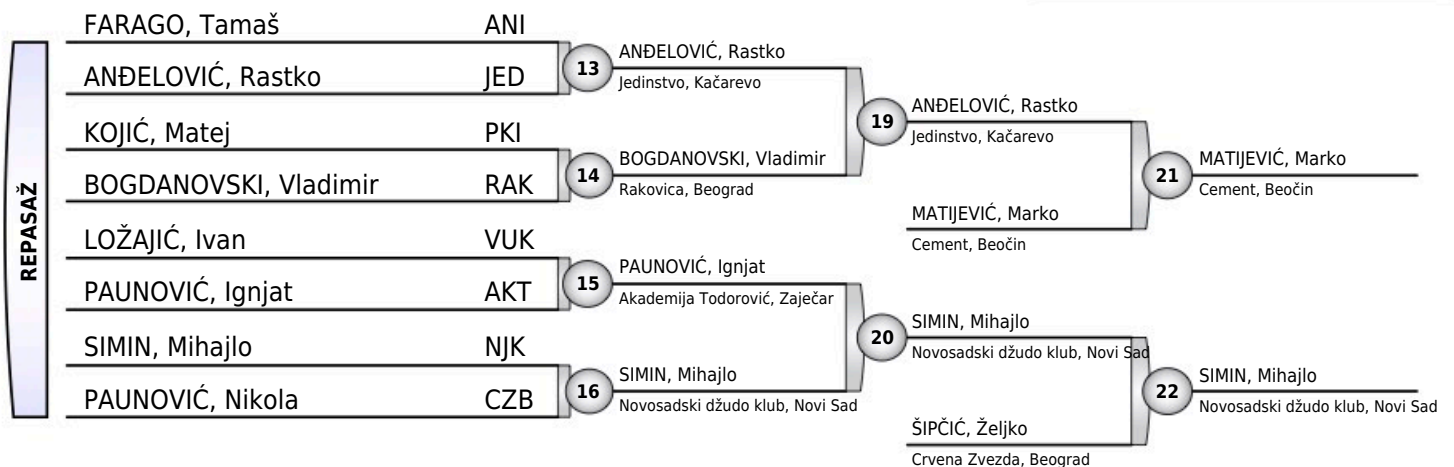 REPASAŽ
FARAGO, Tamaš ANI
ANĐELOVIĆ, Rastko JED
KOJIĆ, Matej PKI
BOGDANOVSKI, Vladimir RAK
LOŽAJIĆ, Ivan VUK
PAUNOVIĆ, Ignjat AKT
SIMIN, Mihajlo NJK
PAUNOVIĆ, Nikola CZB
13
ANĐELOVIĆ, Rastko
Jedinstvo, Kačarevo
14
BOGDANOVSKI, Vladimir
Rakovica, Beograd
15
PAUNOVIĆ, Ignjat
Akademija Todorović, Zaječar
16
SIMIN, Mihajlo
Novosadski džudo klub, Novi Sad
19
ANĐELOVIĆ, Rastko
Jedinstvo, Kačarevo
MATIJEVIĆ, Marko
Cement, Beočin
20
SIMIN, Mihajlo
Novosadski džudo klub, Novi Sad
ŠIPČIĆ, Željko
Crvena Zvezda, Beograd
21
MATIJEVIĆ, Marko
Cement, Beočin
22
SIMIN, Mihajlo
Novosadski džudo klub, Novi Sad